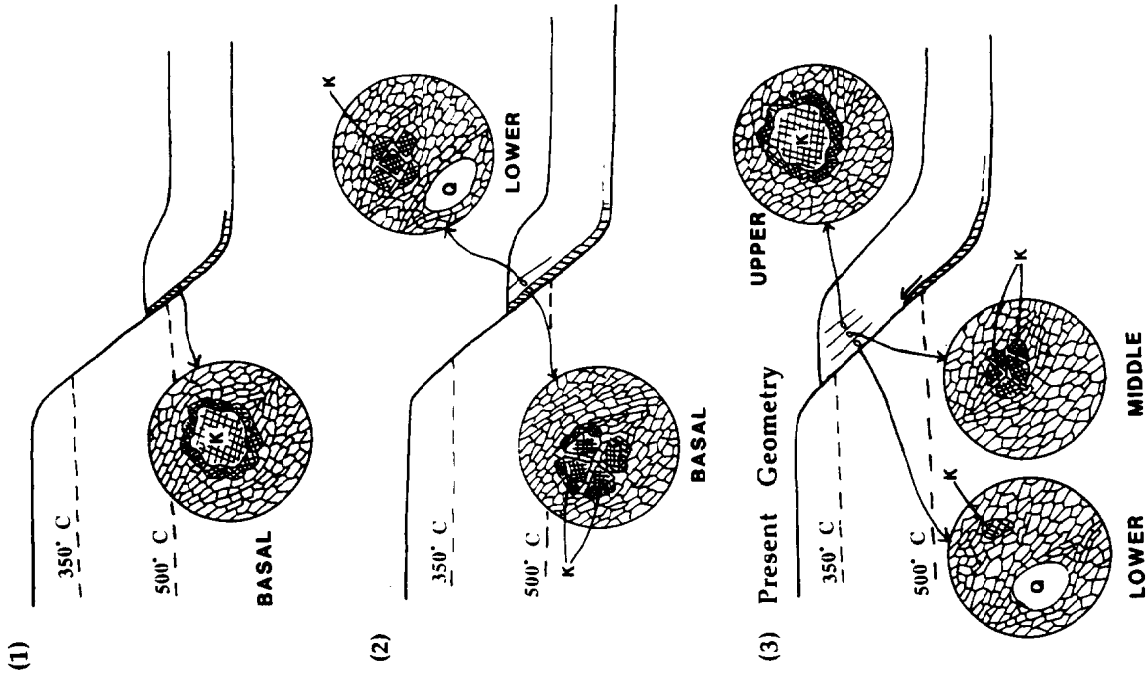 (1)
350° C
500° C
K
BASAL
(2)
350° C
500° C
K
BASAL
K
Q
LOWER
(3) Present Geometry
350° C
500° C
K
UPPER
K
Q
LOWER
K
MIDDLE